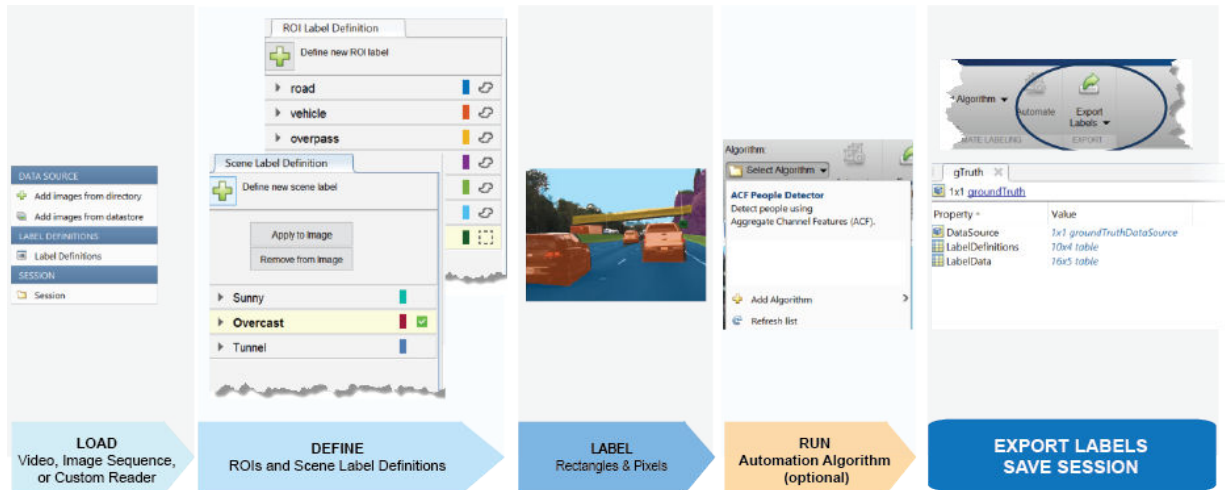 DATA SOURCE
Add images from directory
Add images from datastore
LABEL DEFINITIONS
Label Definitions
SESSION
Session
ROI Label Definition
Define new ROI label
road
vehicle
overpass
Scene Label Definition
Define new scene label
Apply to Image
Remove from Image
Sunny
Overcast
Tunnel
Algorithm:
Select Algorithm
ACF People Detector
Detect people using
Aggregate Channel Features (ACF).
Add Algorithm
Refresh list
Algorithm
Automate
Export
Labels
MATE LABELING
EXPORT
gTruth
1x1 groundTruth
Property
Value
DataSource
1x1 groundTruthDataSource
LabelDefinitions
10x4 table
LabelData
16x5 table
LOAD
Video, Image Sequence,
or Custom Reader
DEFINE
ROIs and Scene Label Definitions
LABEL
Rectangles & Pixels
RUN
Automation Algorithm
(optional)
EXPORT LABELS
SAVE SESSION